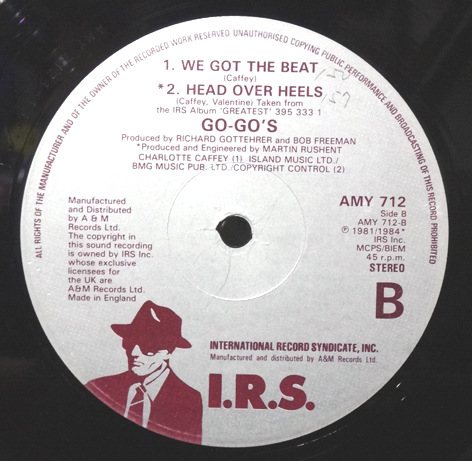 ALL RIGHTS OF THE MANUFACTURER AND OF THE OWNER OF THE RECORDED WORK RESERVED UNAUTHORISED COPYING PUBLIC PERFORMANCE AND BROADCASTING OF THIS RECORD PROHIBITED
1. WE GOT THE BEAT
(Caffey)
*2. HEAD OVER HEELS
(Caffey, Valentine) Taken from
the IRS Album 'GREATEST' 395 333 1
GO-GO'S
Produced by RICHARD GOTTEHRER and BOB FREEMAN
*Produced and Engineered by MARTIN RUSHENT
CHARLOTTE CAFFEY (1) ISLAND MUSIC LTD./
BMG MUSIC PUB. LTD./COPYRIGHT CONTROL (2)
Manufactured
and Distributed
by A & M
Records Ltd.
The copyright in
this sound recording
is owned by IRS Inc.
whose exclusive
licensees for
the UK are
A&M Records Ltd.
Made in England
AMY 712
Side B
AMY 712-B
℗ 1981/1984*
IRS Inc.
MCPS/BIEM
45 r.p.m.
STEREO
B
INTERNATIONAL RECORD SYNDICATE, INC.
Manufactured and distributed by A&M Records Ltd.
I.R.S.